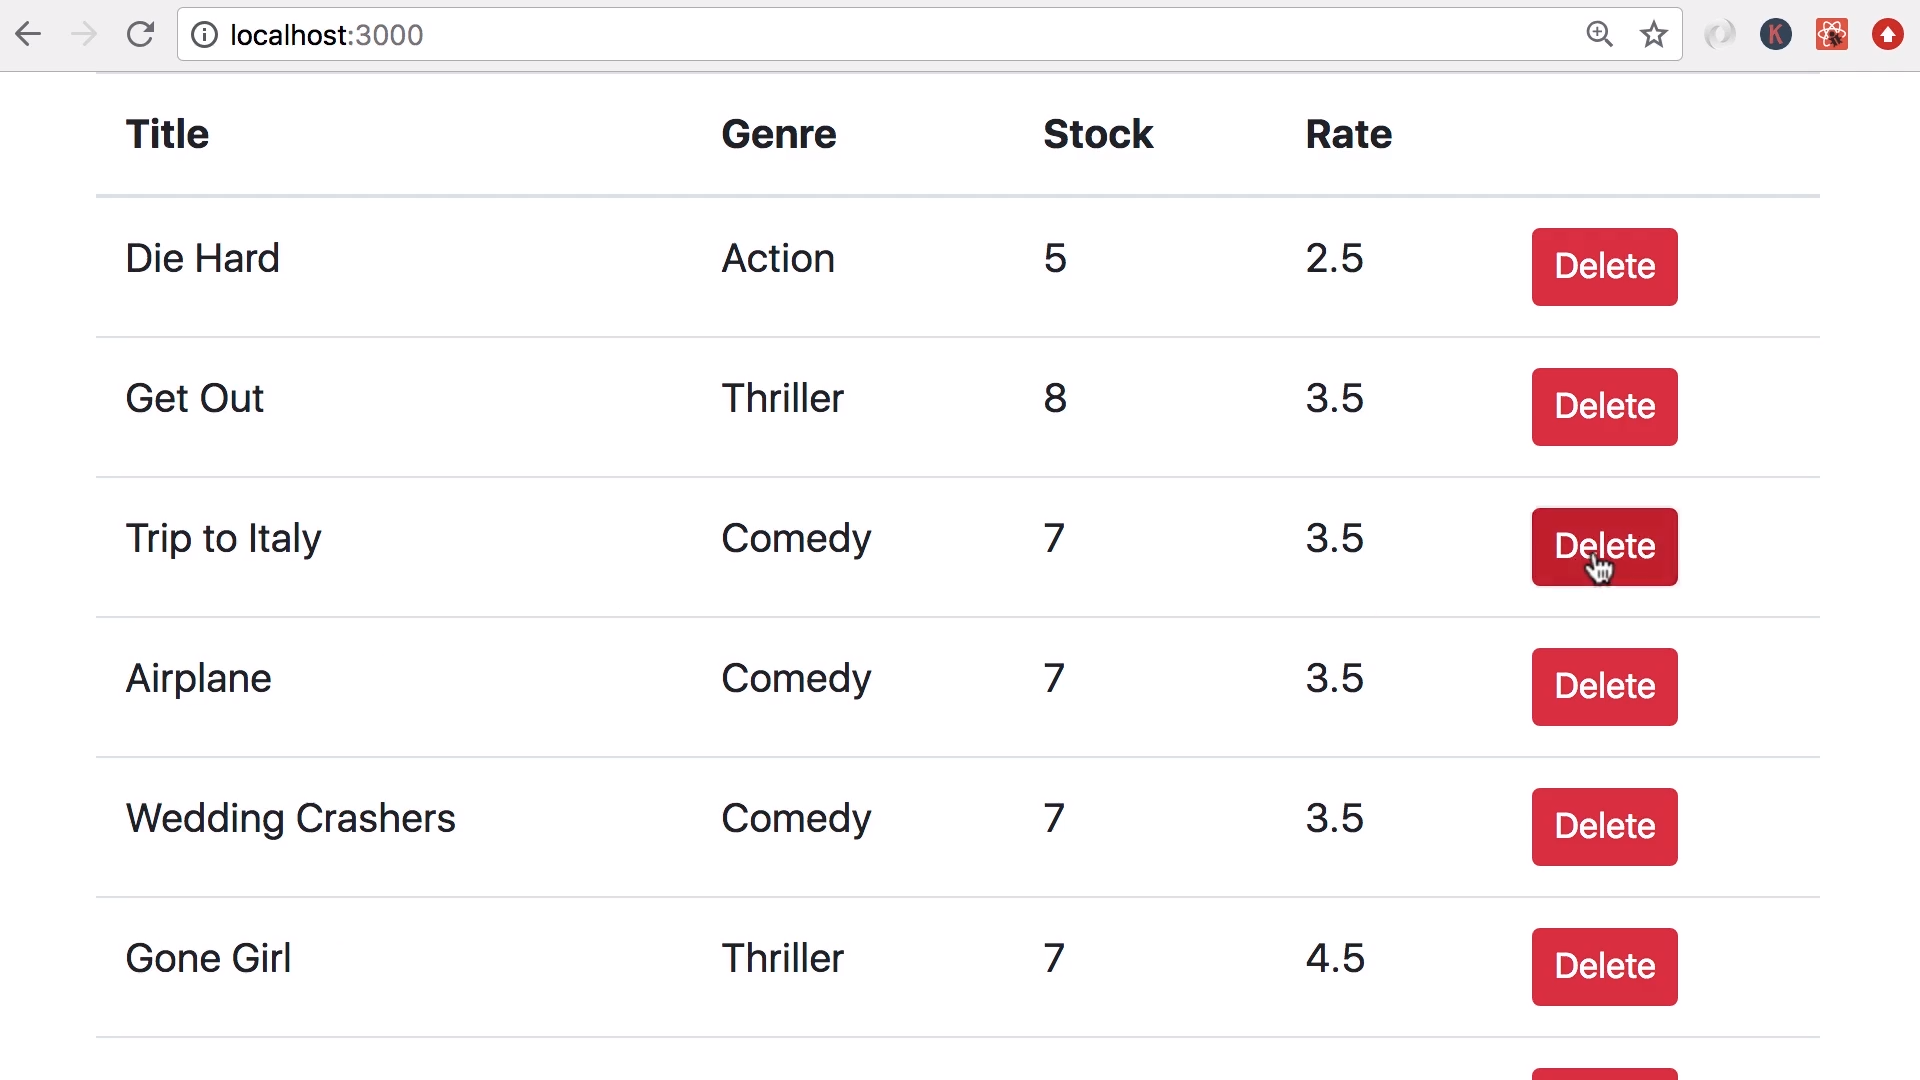 localhost:3000
K
Title Genre Stock Rate
Die Hard Action 5 2.5 Delete
Get Out Thriller 8 3.5 Delete
Trip to Italy Comedy 7 3.5 Delete
Airplane Comedy 7 3.5 Delete
Wedding Crashers Comedy 7 3.5 Delete
Gone Girl Thriller 7 4.5 Delete